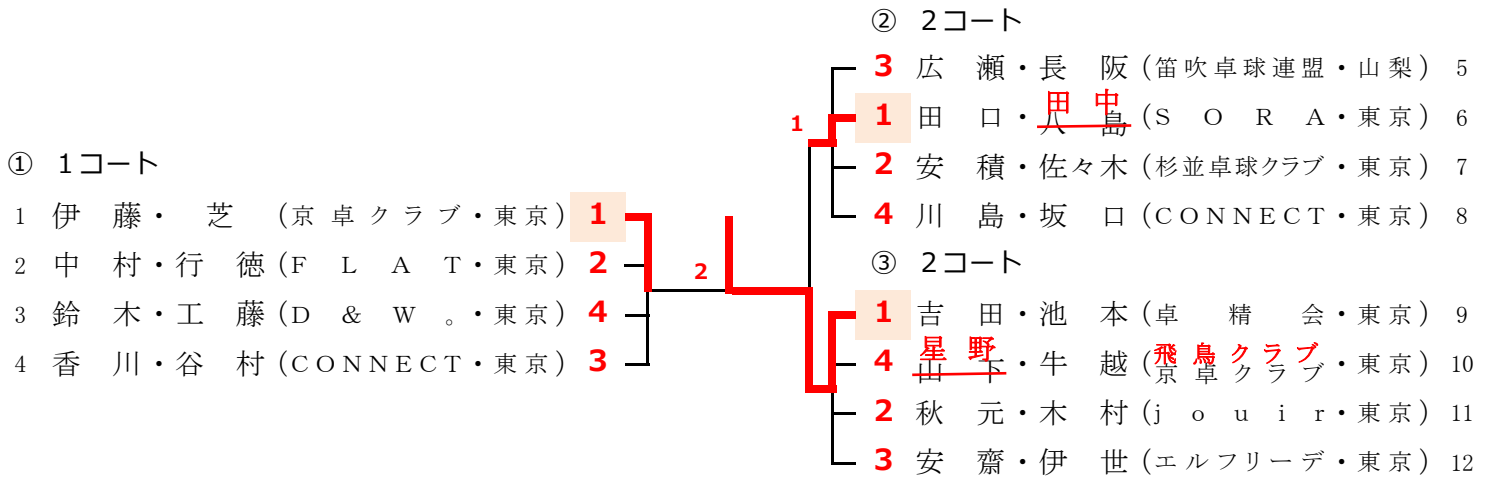 ① 1コート
1 伊藤・芝(京卓クラブ・東京) 1
2 中村・行徳(FLAT・東京) 2
3 鈴木・工藤(D&W。・東京) 4
4 香川・谷村(CONNECT・東京) 3
2
1
② 2コート
3 広瀬・長阪(笛吹卓球連盟・山梨) 5
田中
1 田口・八島(SORA・東京) 6
2 安積・佐々木(杉並卓球クラブ・東京) 7
4 川島・坂口(CONNECT・東京) 8
③ 2コート
1 吉田・池本(卓精会・東京) 9
星野 飛鳥クラブ
4 山下・牛越(京卓クラブ・東京) 10
2 秋元・木村(jouir・東京) 11
3 安齋・伊世(エルフリーデ・東京) 12